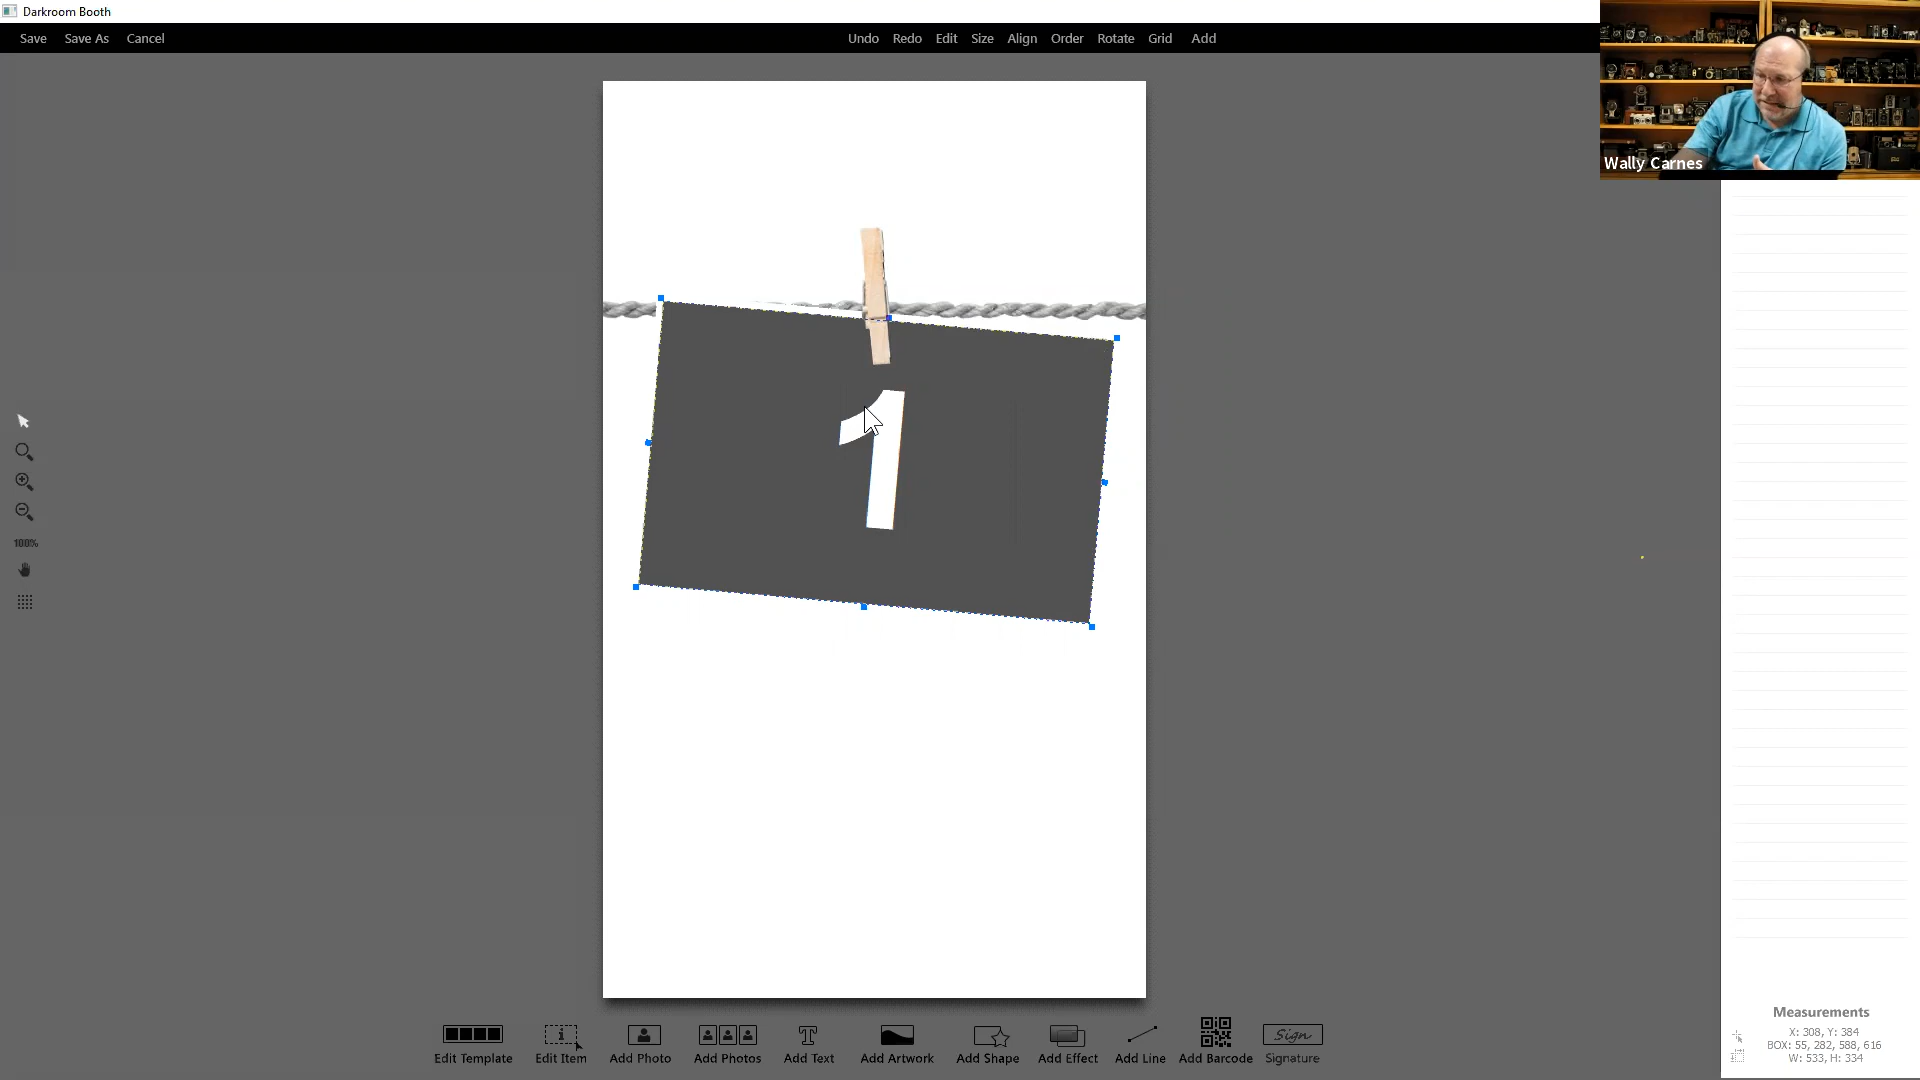 Darkroom Booth
Save Save As Cancel Undo Redo Edit Size Align Order Rotate Grid Add
Wally Carnes
1
100%
Edit Template Edit Item Add Photo Add Photos Add Text Add Artwork Add Shape Add Effect Add Line Add Barcode Signature
Sign
Measurements
X: 308, Y: 384
BOX: 55, 282, 588, 616
W: 533, H: 334